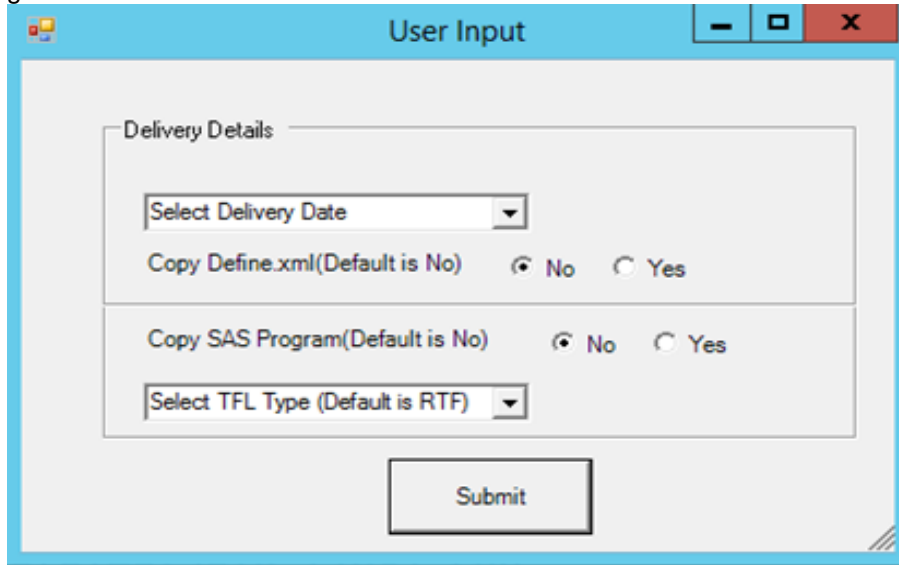 User Input
Delivery Details
Select Delivery Date
Copy Define.xml(Default is No) No Yes
Copy SAS Program(Default is No) No Yes
Select TFL Type (Default is RTF)
Submit